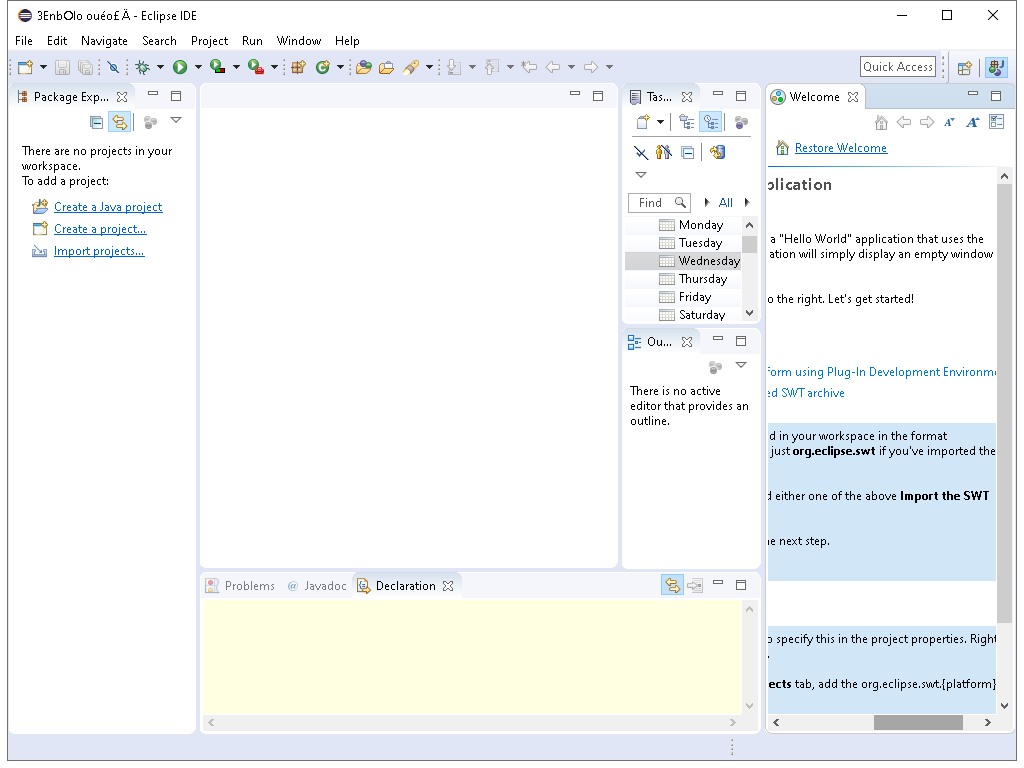 3EnbOlo ouéo£Ä - Eclipse IDE
File Edit Navigate Search Project Run Window Help
Quick Access
Package Exp...
There are no projects in your
workspace.
To add a project:
Create a Java project
Create a project...
Import projects...
Tas...
Find
All
Monday
Tuesday
Wednesday
Thursday
Friday
Saturday
Ou...
There is no active
editor that provides an
outline.
Problems @ Javadoc Declaration
Welcome
Restore Welcome
plication
a "Hello World" application that uses the
ation will simply display an empty window
o the right. Let's get started!
form using Plug-In Development Environme
ed SWT archive
d in your workspace in the format
just org.eclipse.swt if you've imported the
d either one of the above Import the SWT
he next step.
o specify this in the project properties. Right
.
ects tab, add the org.eclipse.swt.{platform}